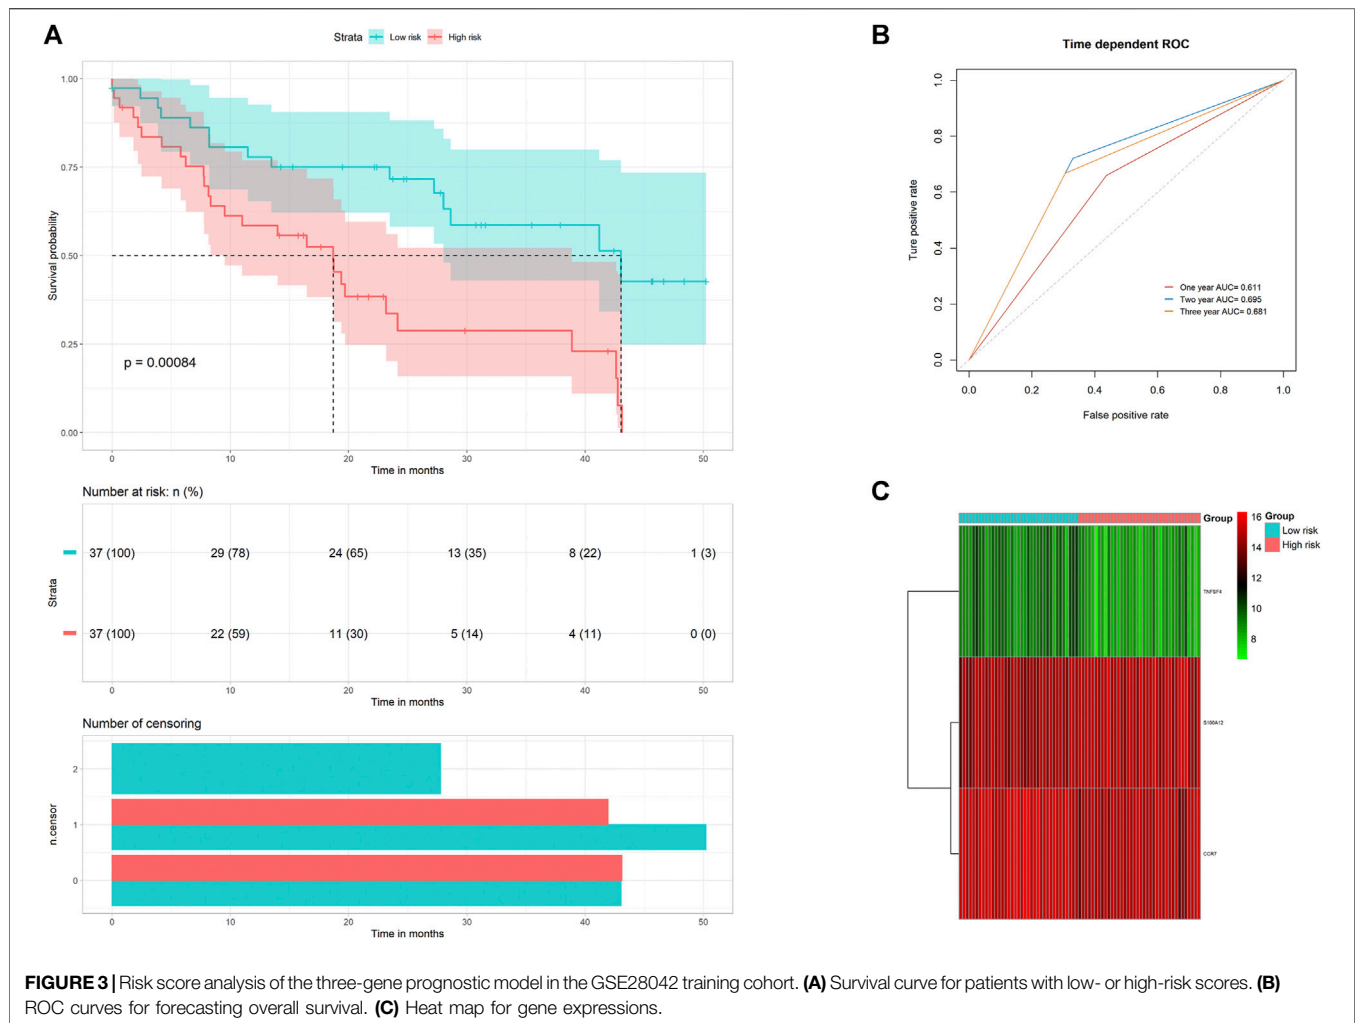 A
Strata Low risk High risk
1.00
0.75
0.50
0.25
0.00
Survival probability
p = 0.00084
0 10 20 30 40 50
Time in months
Number at risk: n (%)
Strata
37 (100) 29 (78) 24 (65) 13 (35) 8 (22) 1 (3)
37 (100) 22 (59) 11 (30) 5 (14) 4 (11) 0 (0)
0 10 20 30 40 50
Time in months
Number of censoring
n.censor
2
1
0
0 10 20 30 40 50
Time in months
B
Time dependent ROC
Ture positive rate
1.0
0.8
0.6
0.4
0.2
0.0
One year AUC= 0.611
Two year AUC= 0.695
Three year AUC= 0.681
0.0 0.2 0.4 0.6 0.8 1.0
False positive rate
C
Group
16
14
12
10
8
Group
Low risk
High risk
TNFSF4
S100A12
CCR7
FIGURE 3 | Risk score analysis of the three-gene prognostic model in the GSE28042 training cohort. (A) Survival curve for patients with low- or high-risk scores. (B)
ROC curves for forecasting overall survival. (C) Heat map for gene expressions.